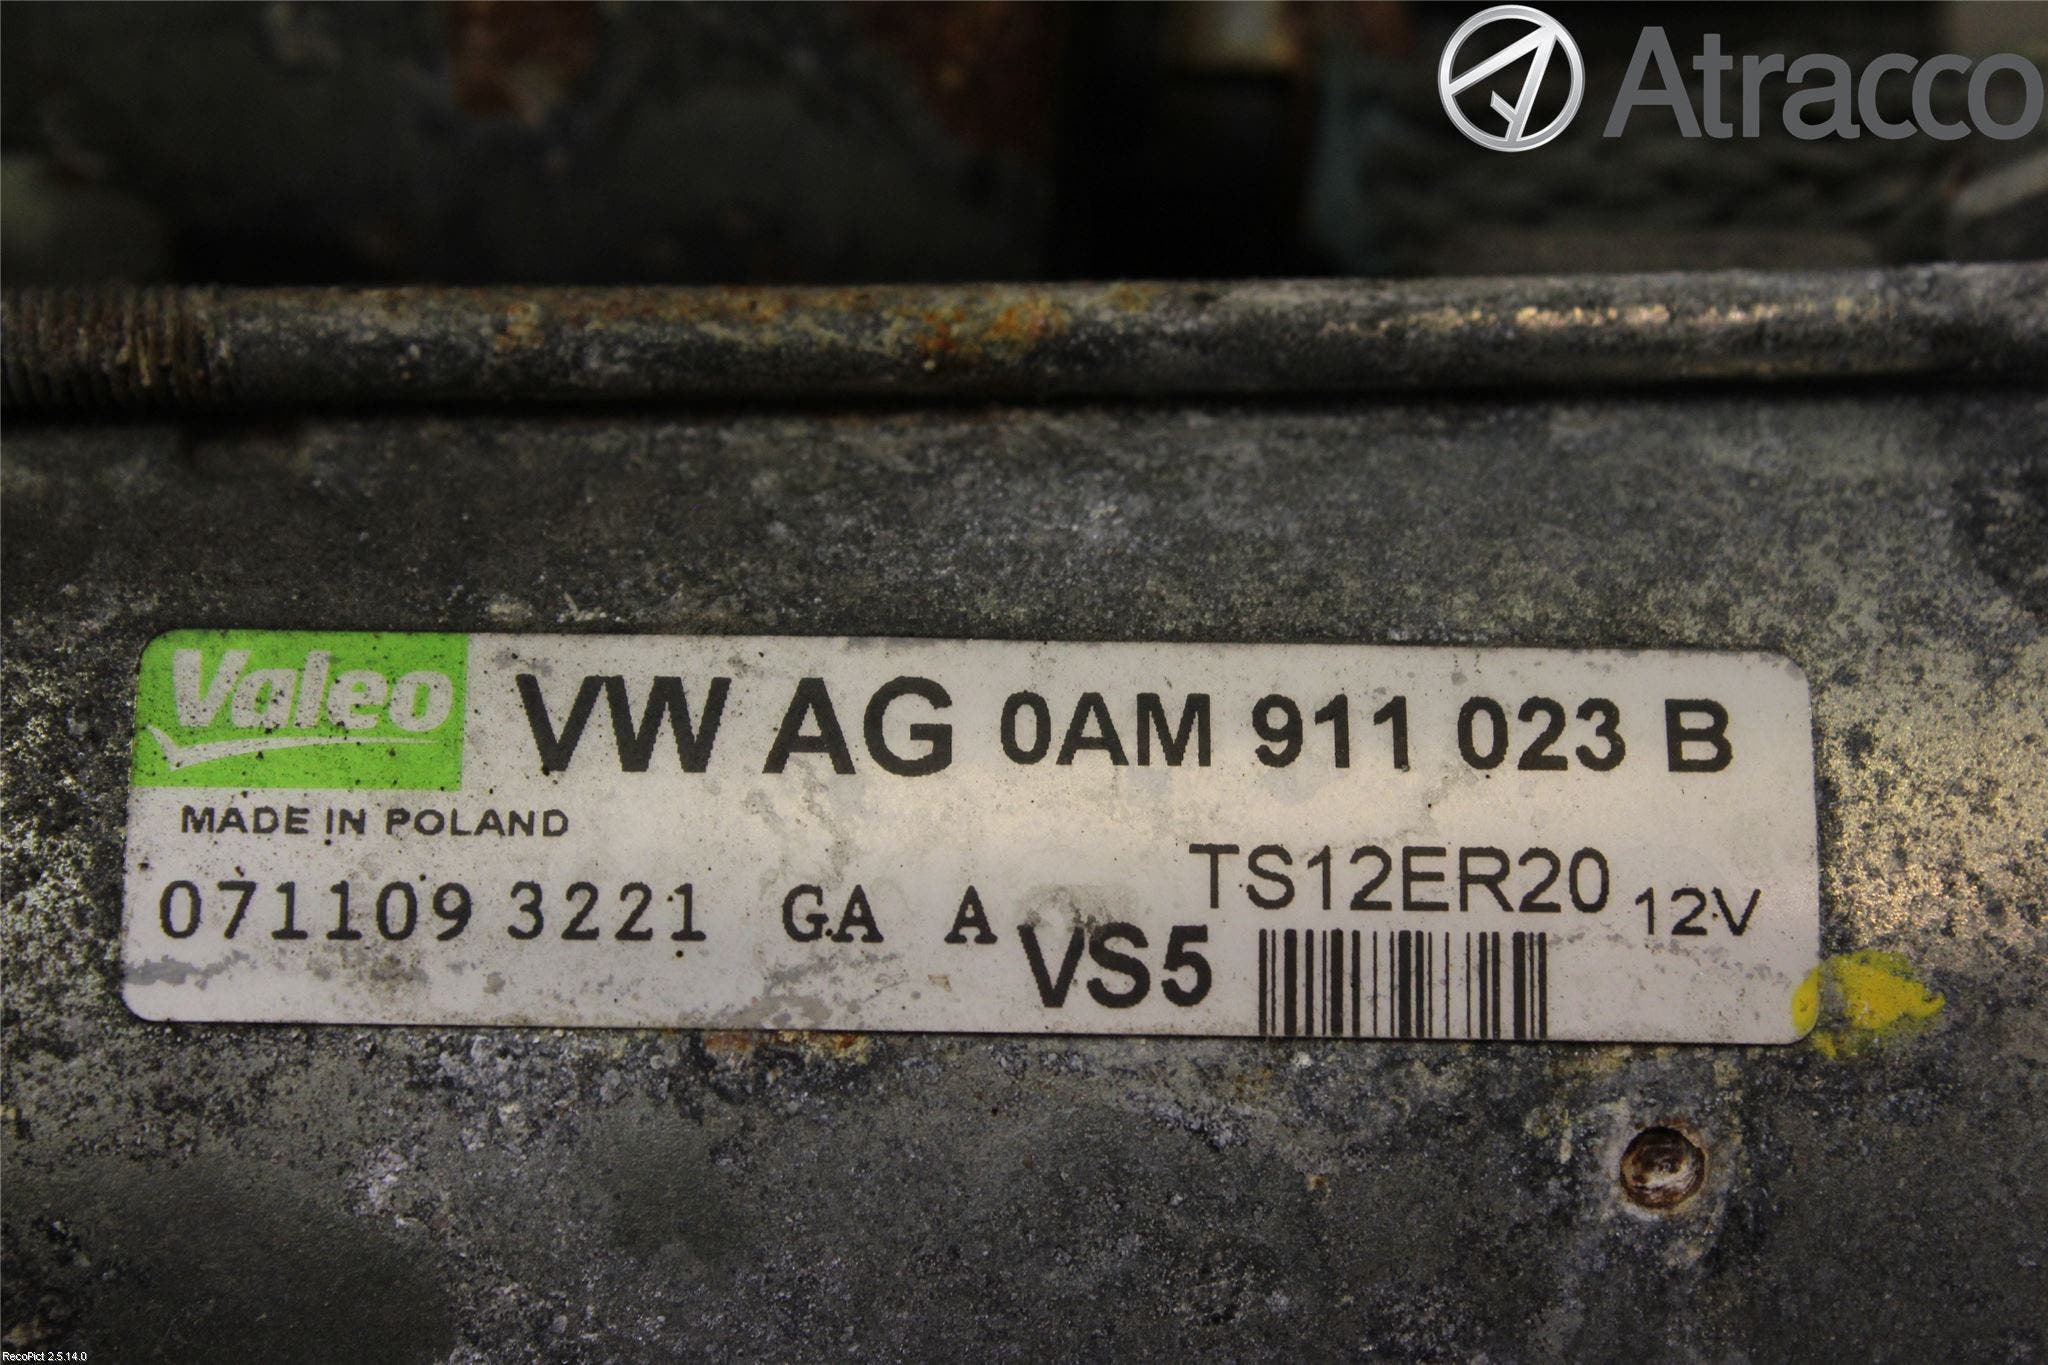 Atracco
Valeo VW AG 0AM 911 023 B
MADE IN POLAND
TS12ER20 12V
071109 3221 GA A VS5
RecoPict 2.5.14.0